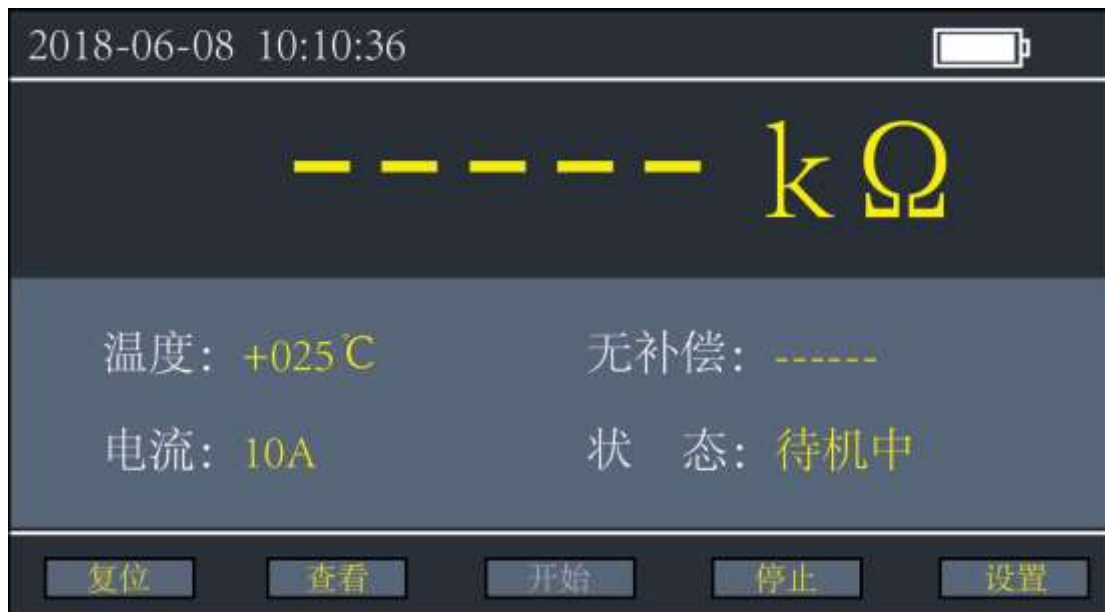 2018-06-08 10:10:36
----- kΩ
温度: +025℃ 无补偿: ------
电流: 10A 状 态: 待机中
复位 查看 开始 停止 设置